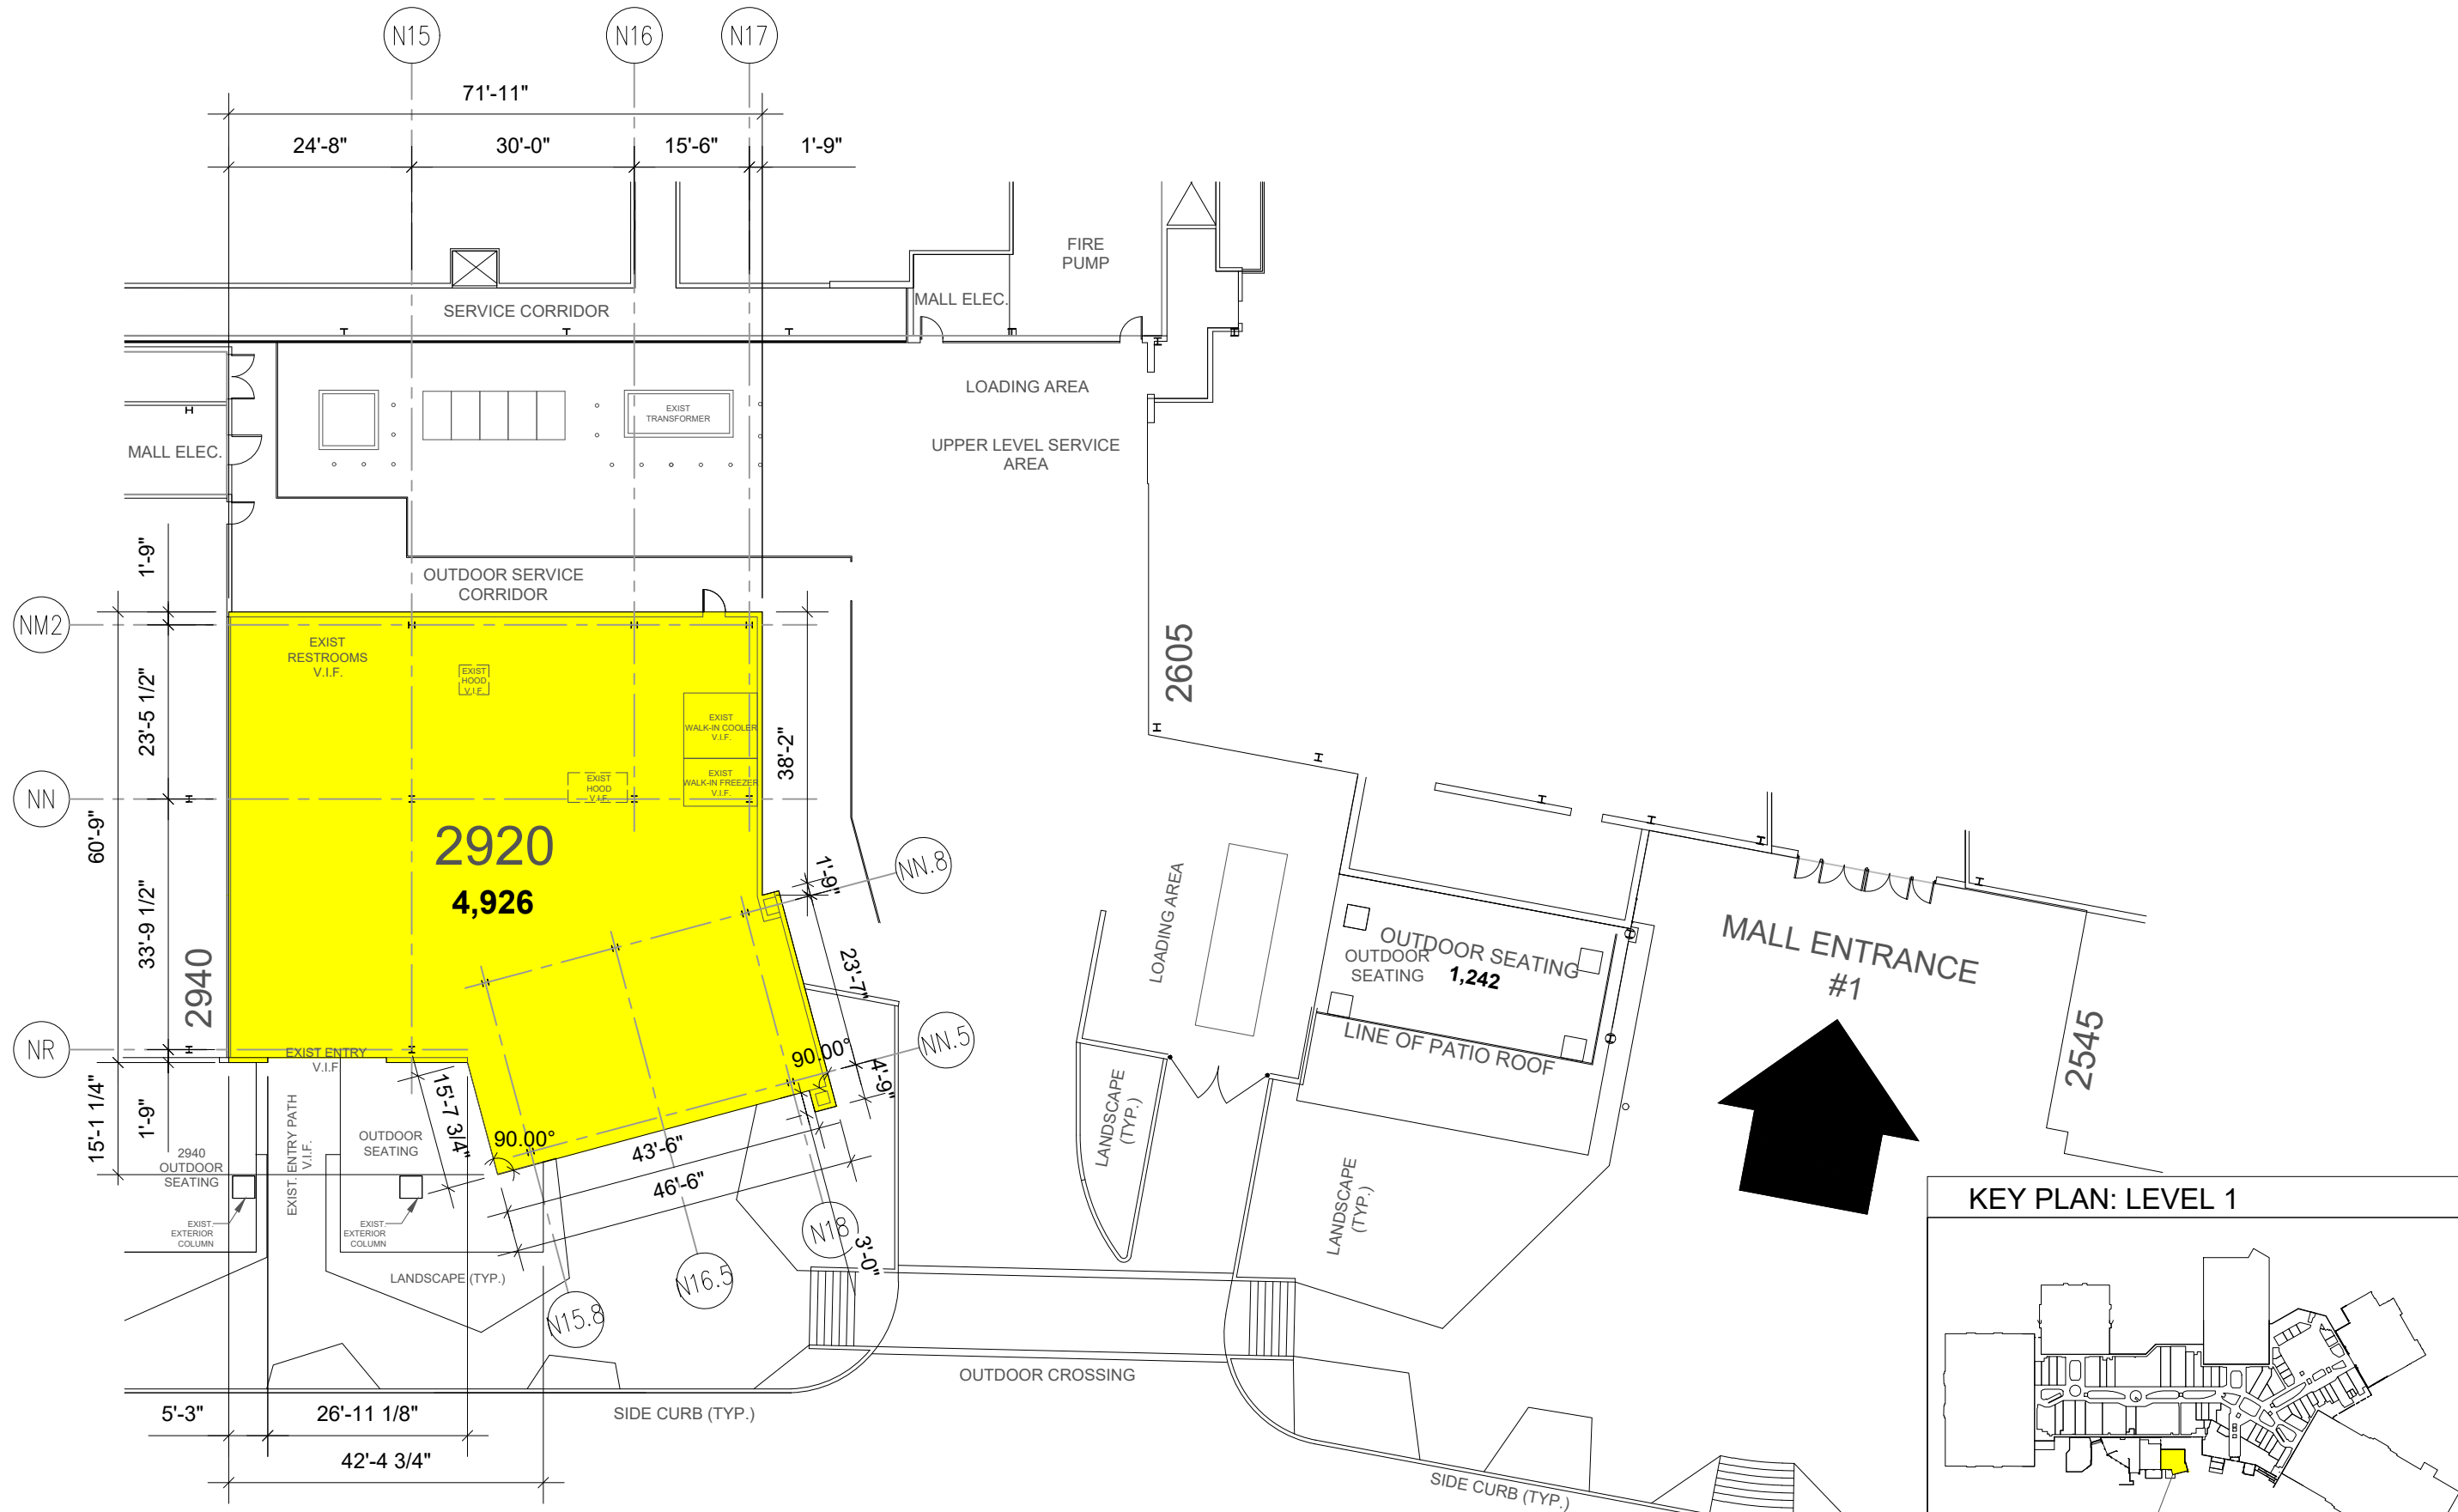 N15
N16
N17
71'-11"
24'-8"
30'-0"
15'-6"
1'-9"
FIRE
PUMP
MALL ELEC.
SERVICE CORRIDOR
LOADING AREA
EXIST
TRANSFORMER
UPPER LEVEL SERVICE
AREA
MALL ELEC.
1'-9"
OUTDOOR SERVICE
CORRIDOR
NM2
EXIST
RESTROOMS
V.I.F.
EXIST
HOOD
V.I.F.
2605
23'-5 1/2"
EXIST
WALK-IN COOLER
V.I.F.
38'-2"
EXIST
WALK-IN FREEZER
V.I.F.
EXIST
HOOD
V.I.F.
NN
60'-9"
2920
4,926
NN.8
1'-9"
33'-9 1/2"
2940
23'-7"
LOADING AREA
OUTDOOR SEATING
1,242
OUTDOOR
SEATING
MALL ENTRANCE
#1
LINE OF PATIO ROOF
2545
NR
EXIST ENTRY
V.I.F.
NN.5
90.00°
4'-9"
15'-1 1/4"
1'-9"
15'-7 3/4"
90.00°
43'-6"
46'-6"
EXIST. ENTRY PATH
V.I.F.
OUTDOOR
SEATING
2940
OUTDOOR
SEATING
EXIST.
EXTERIOR
COLUMN
EXIST.
EXTERIOR
COLUMN
LANDSCAPE
(TYP.)
LANDSCAPE
(TYP.)
N18
3'-0"
N16.5
N15.8
LANDSCAPE (TYP.)
KEY PLAN: LEVEL 1
OUTDOOR CROSSING
5'-3"
26'-11 1/8"
SIDE CURB (TYP.)
42'-4 3/4"
SIDE CURB (TYP.)